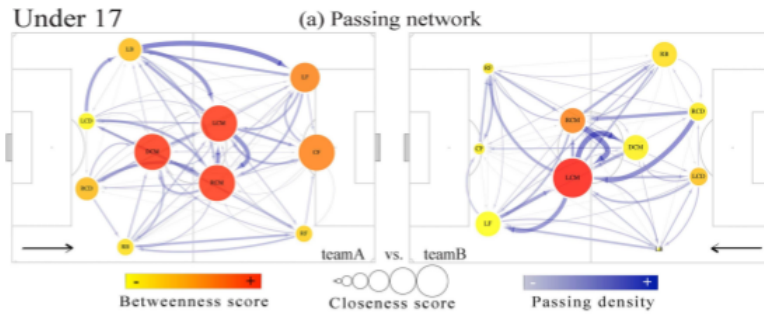 Under 17
(a) Passing network
LB
LF
LCD
LCM
DCM
CF
RCM
RCD
RB
RF
RF
RB
RCD
RCM
DCM
CF
LCM
LCD
LF
LB
teamA vs. teamB
- +
Betweenness score
Closeness score
- +
Passing density